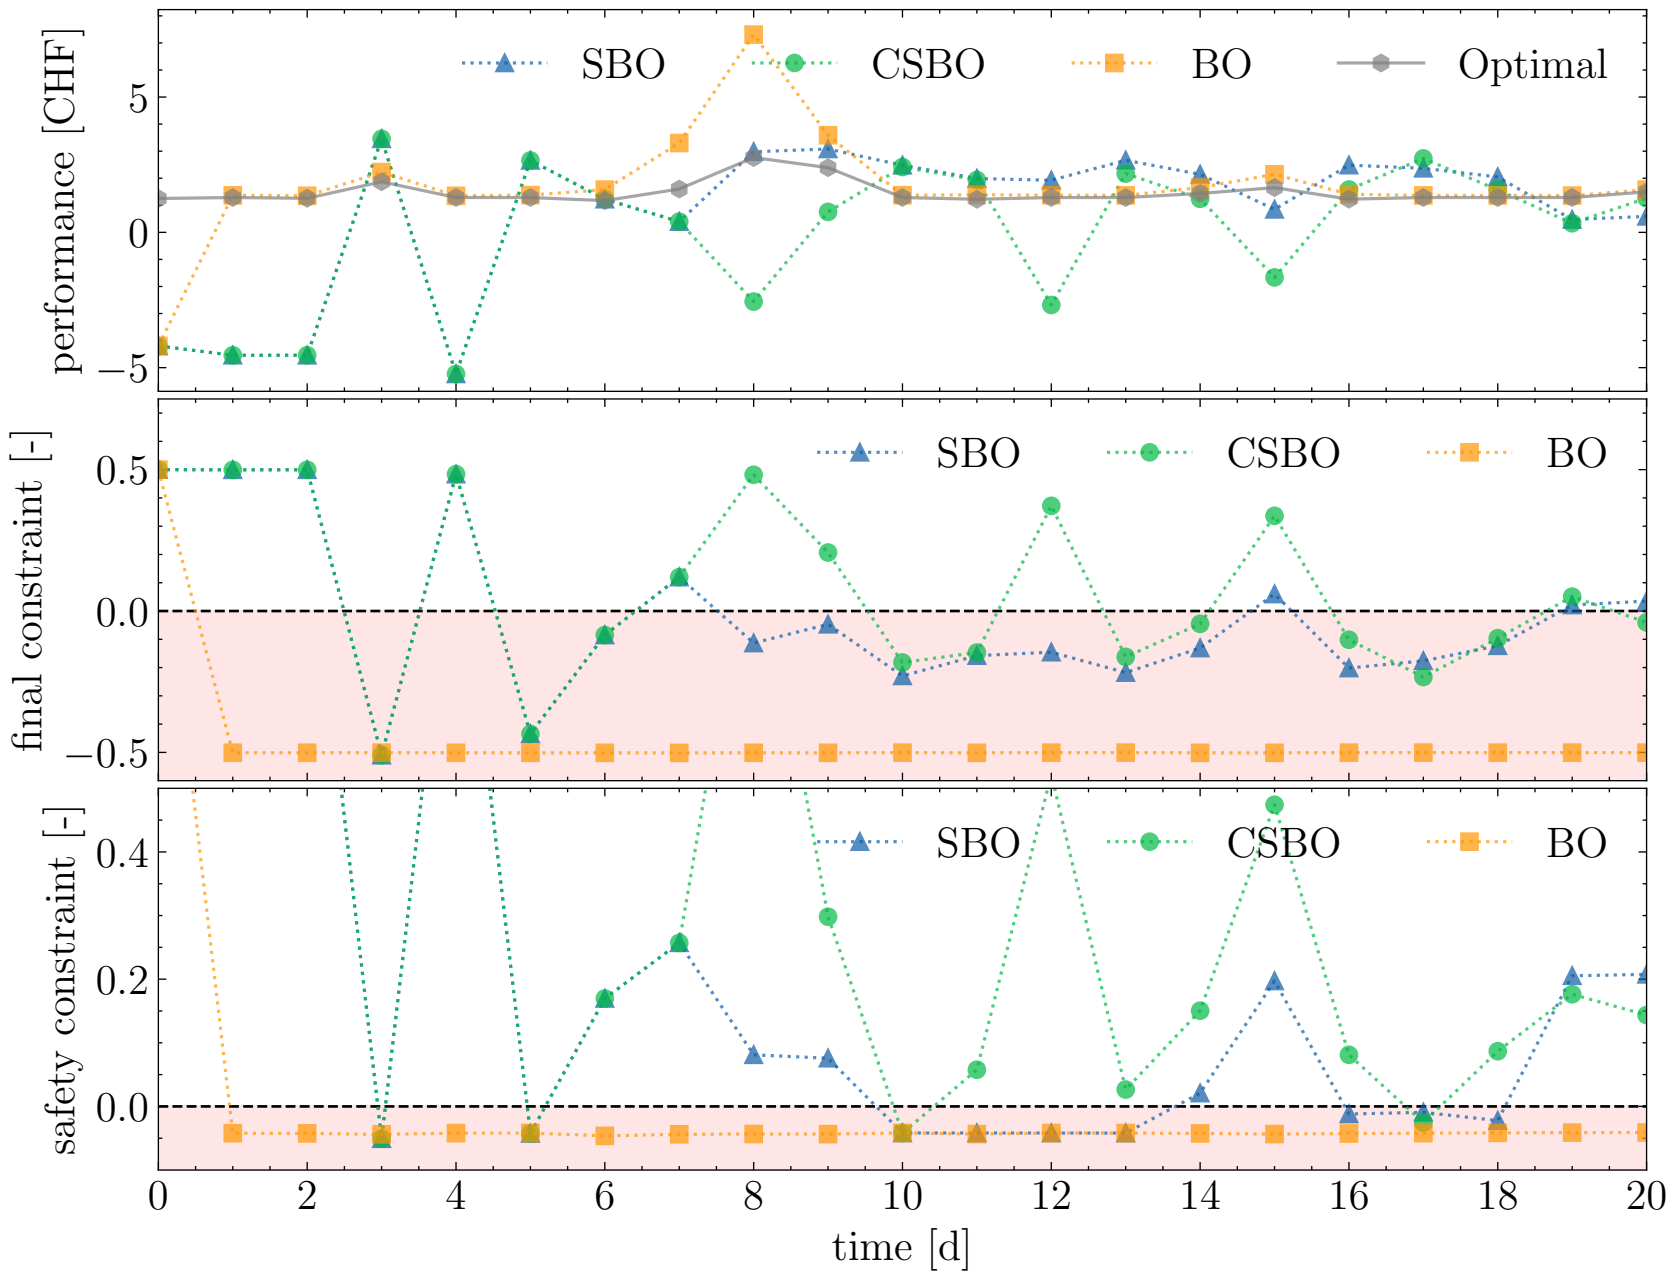 performance [CHF]
SBO CSBO BO Optimal
5
0
−5
final constraint [-]
SBO CSBO BO
0.5
0.0
−0.5
safety constraint [-]
SBO CSBO BO
0.4
0.2
0.0
0 2 4 6 8 10 12 14 16 18 20
time [d]